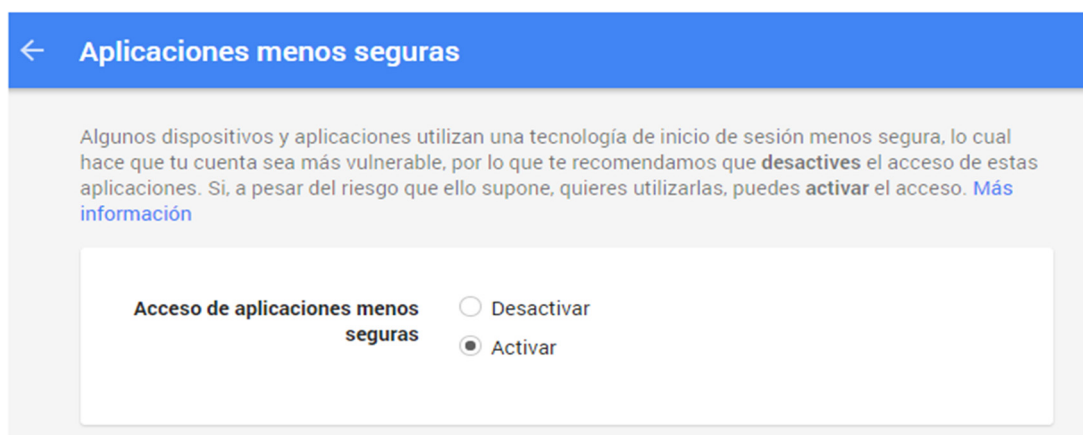 Aplicaciones menos seguras
Algunos dispositivos y aplicaciones utilizan una tecnología de inicio de sesión menos segura, lo cual
hace que tu cuenta sea más vulnerable, por lo que te recomendamos que desactives el acceso de estas
aplicaciones. Si, a pesar del riesgo que ello supone, quieres utilizarlas, puedes activar el acceso. Más
información
Acceso de aplicaciones menos
seguras
Desactivar
Activar